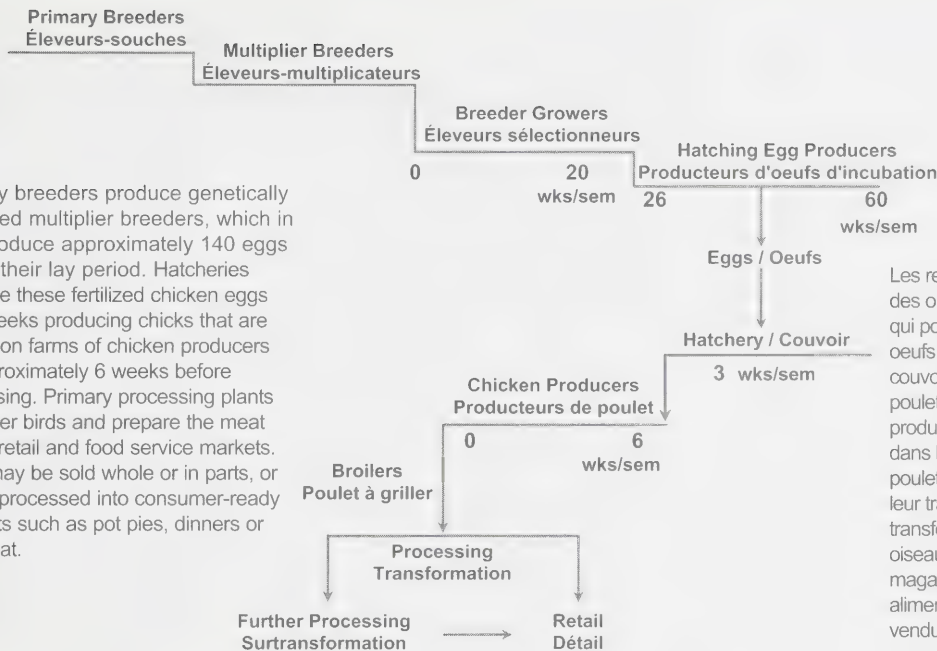 Primary Breeders
Éleveurs-souches
Multiplier Breeders
Éleveurs-multiplicateurs
Breeder Growers
Éleveurs sélectionneurs
0
20
wks/sem
Hatching Egg Producers
Producteurs d'oeufs d'incubation
26
60
wks/sem
Eggs / Oeufs
Hatchery / Couvoir
3 wks/sem
Chicken Producers
Producteurs de poulet
0
6
wks/sem
Broilers
Poulet à griller
Processing
Transformation
Further Processing
Surtransformation
Retail
Détail
y breeders produce genetically
ed multiplier breeders, which in
oduce approximately 140 eggs
their lay period. Hatcheries
e these fertilized chicken eggs
eeks producing chicks that are
on farms of chicken producers
roximately 6 weeks before
sing. Primary processing plants
er birds and prepare the meat
retail and food service markets.
may be sold whole or in parts, or
processed into consumer-ready
ts such as pot pies, dinners or
at.
Les re
des o
qui po
oeufs
couvo
poulet
produ
dans l
poulet
leur tra
transfo
oiseau
maga
alimen
vendu